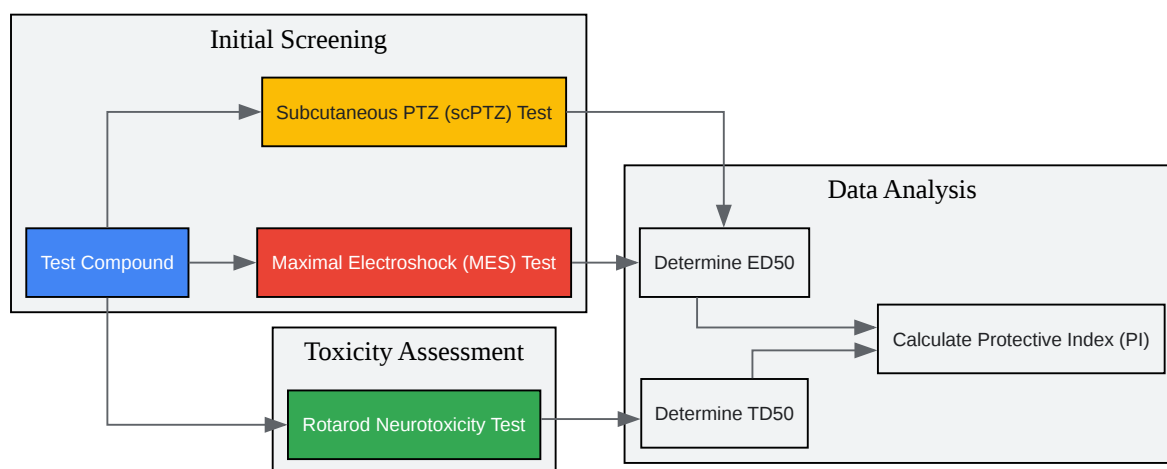 Initial Screening
Subcutaneous PTZ (scPTZ) Test
Test Compound
Maximal Electroshock (MES) Test
Toxicity Assessment
Rotarod Neurotoxicity Test
Data Analysis
Determine ED50
Calculate Protective Index (PI)
Determine TD50